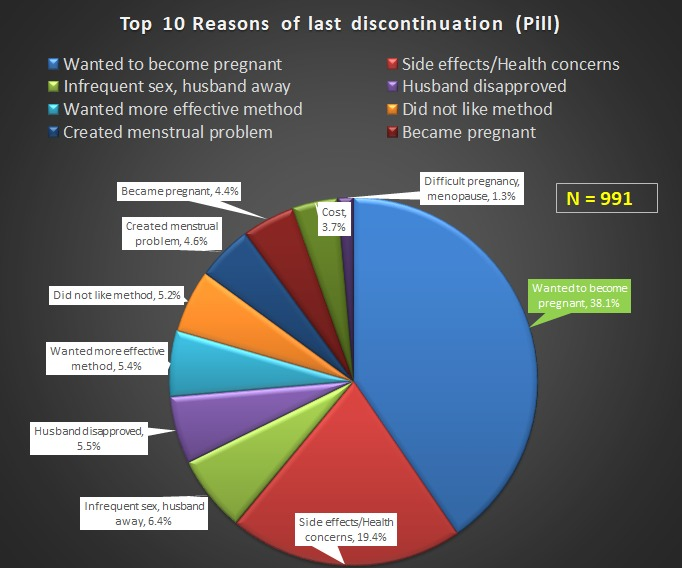 Top 10 Reasons of last discontinuation (Pill)
Wanted to become pregnant
Side effects/Health concerns
Infrequent sex, husband away
Husband disapproved
Wanted more effective method
Did not like method
Created menstrual problem
Became pregnant
Difficult pregnancy,
menopause, 1.3%
N = 991
Became pregnant, 4.4%
Cost,
3.7%
Created menstrual
problem, 4.6%
Wanted to become
pregnant, 38.1%
Did not like method, 5.2%
Wanted more effective
method, 5.4%
Husband disapproved,
5.5%
Infrequent sex, husband
away, 6.4%
Side effects/Health
concerns, 19.4%